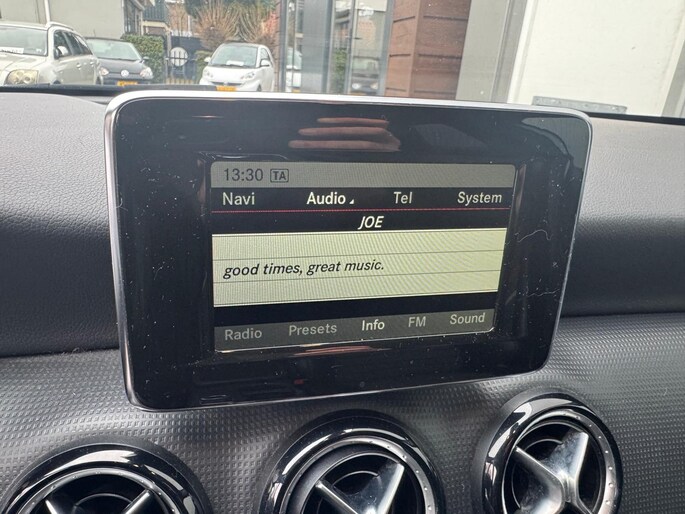 13:30 TA
Navi Audio Tel System
JOE
good times, great music.
Radio Presets Info FM Sound